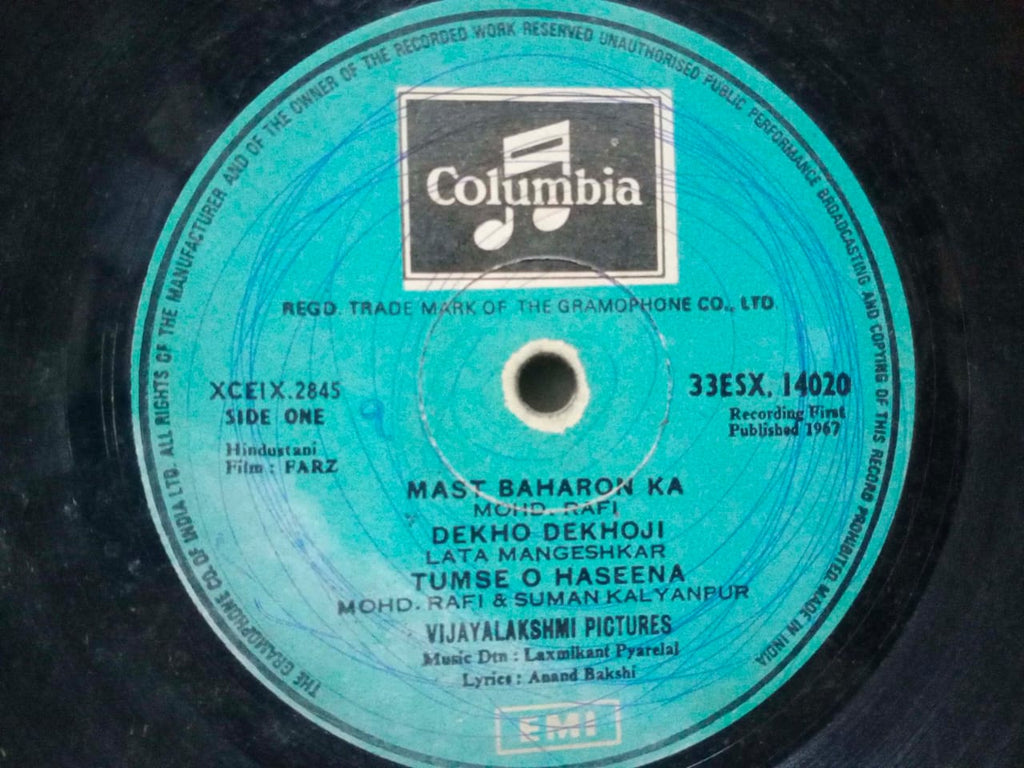 THE GRAMOPHONE CO. OF INDIA LTD. ALL RIGHTS OF THE MANUFACTURER AND OF THE OWNER OF THE RECORDED WORK RESERVED UNAUTHORISED PUBLIC PERFORMANCE BROADCASTING AND COPYING OF THIS RECORD PROHIBITED. MADE IN INDIA
Columbia
REGD. TRADE MARK OF THE GRAMOPHONE CO., LTD.
XCEIX.2845
SIDE ONE
Hindustani
Film : FARZ
33ESX. 14020
Recording First
Published 1967
MAST BAHARON KA
MOHD. RAFI
DEKHO DEKHOJI
LATA MANGESHKAR
TUMSE O HASEENA
MOHD. RAFI & SUMAN KALYANPUR
VIJAYALAKSHMI PICTURES
Music Dtn : Laxmikant Pyarelal
Lyrics : Anand Bakshi
EMI